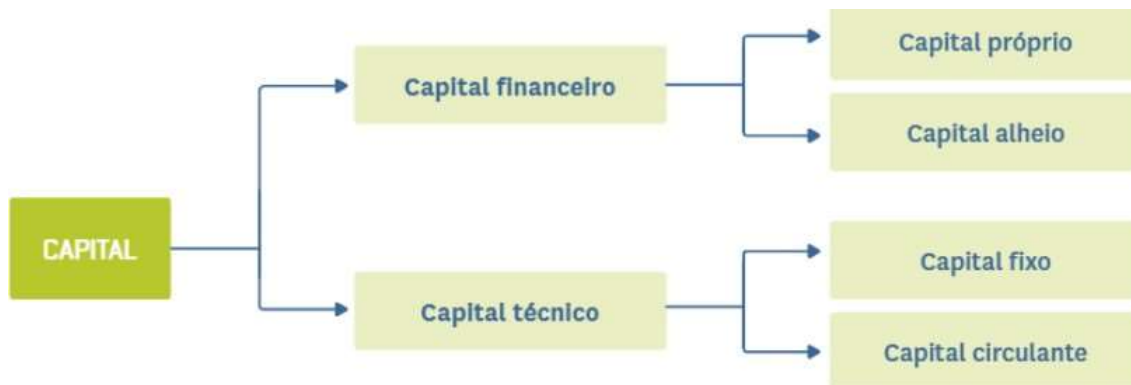 Capital próprio
Capital financeiro
Capital alheio
CAPITAL
Capital fixo
Capital técnico
Capital circulante